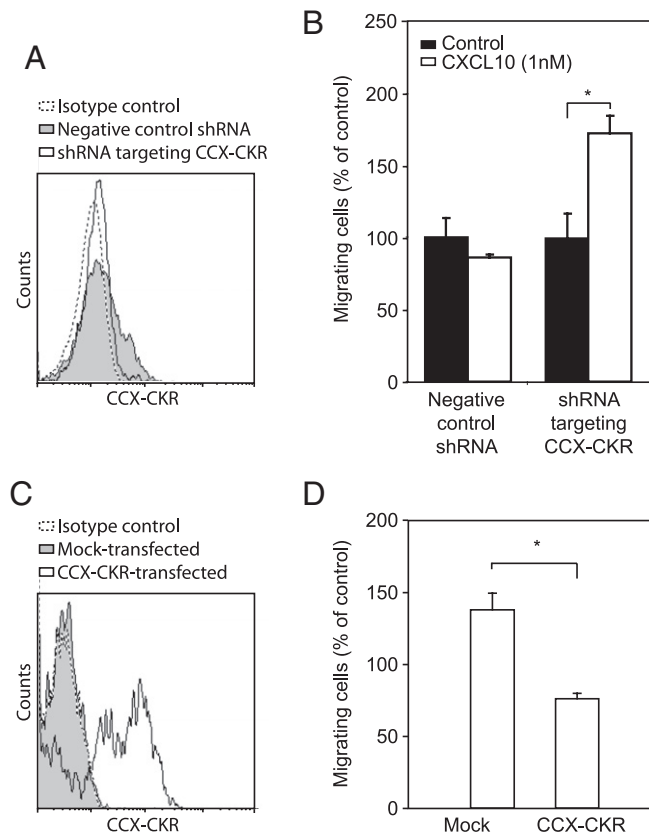 A
Isotype control
Negative control shRNA
shRNA targeting CCX-CKR
Counts
CCX-CKR
B
Control
CXCL10 (1nM)
Migrating cells (% of control)
250
200
150
100
50
0
*
Negative
control
shRNA
shRNA
targeting
CCX-CKR
C
Isotype control
Mock-transfected
CCX-CKR-transfected
Counts
CCX-CKR
D
Migrating cells (% of control)
200
150
100
50
0
*
Mock
CCX-CKR